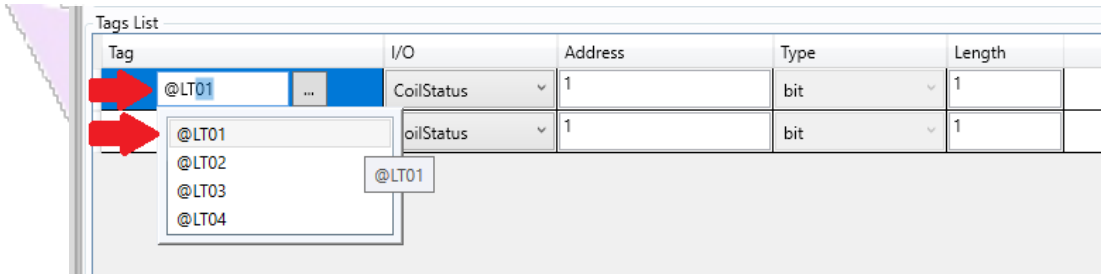 Tags List
Tag I/O Address Type Length
@LT01 ... CoilStatus 1 bit 1
@LT01 oilStatus 1 bit 1
@LT02 @LT01
@LT03
@LT04